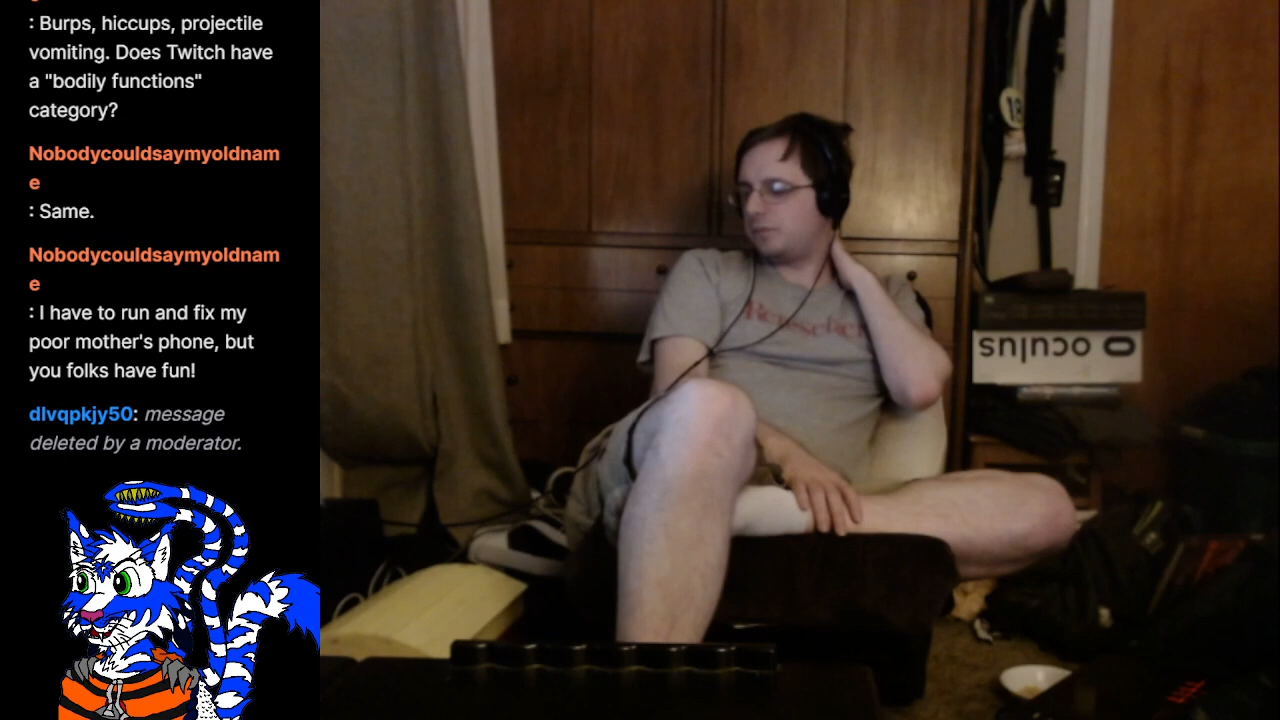 : Burps, hiccups, projectile
vomiting. Does Twitch have
a "bodily functions"
category?
Nobodycouldsaymyoldnam
e
: Same.
Nobodycouldsaymyoldnam
e
: I have to run and fix my
poor mother's phone, but
you folks have fun!
dlvqpkjy50: message
deleted by a moderator.
18
oculus